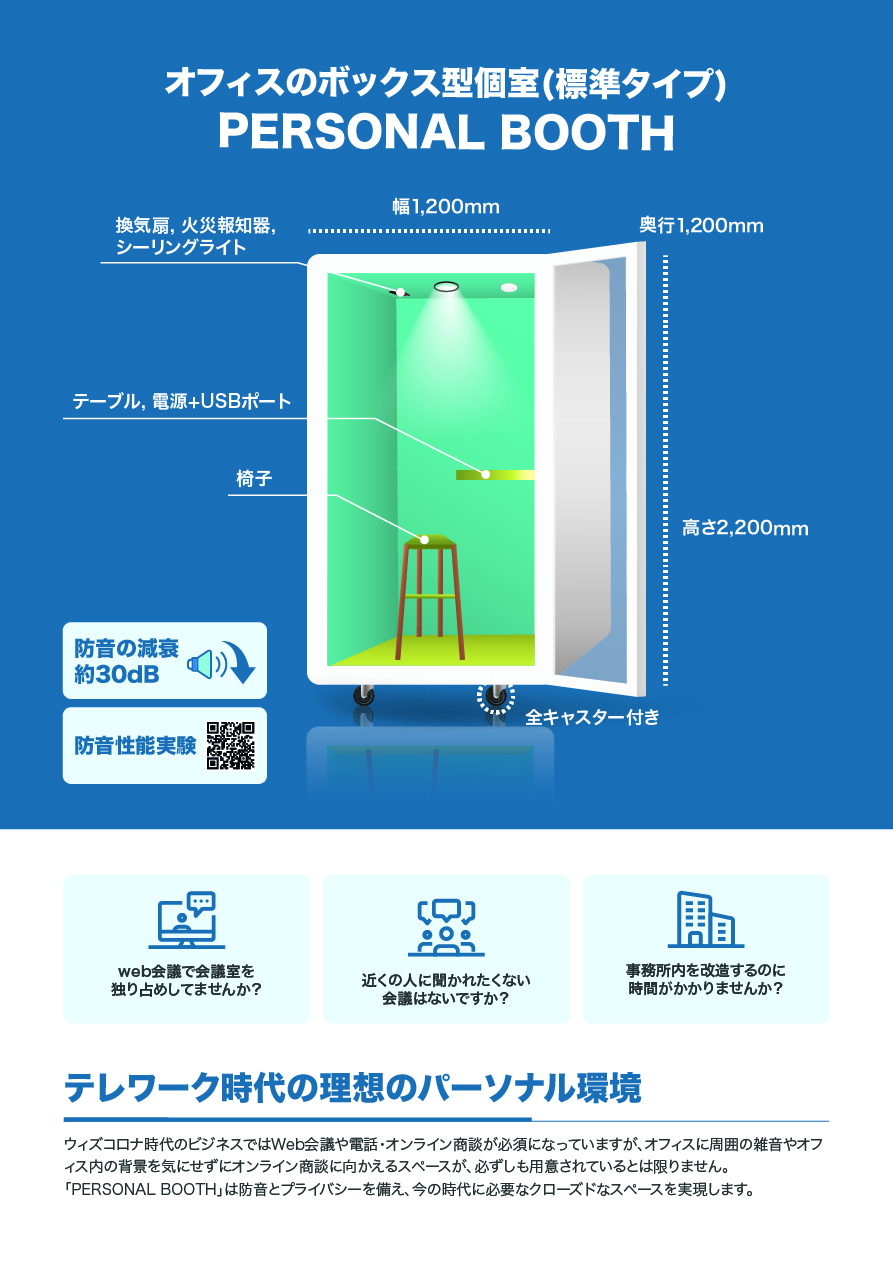 オフィスのボックス型個室(標準タイプ)
PERSONAL BOOTH
幅1,200mm
奥行1,200mm
換気扇, 火災報知器,
シーリングライト
テーブル, 電源+USBポート
椅子
高さ2,200mm
防音の減衰
約30dB
防音性能実験
全キャスター付き
web会議で会議室を
独り占めしてませんか?
近くの人に聞かれたくない
会議はないですか?
事務所内を改造するのに
時間がかかりませんか?
テレワーク時代の理想のパーソナル環境
ウィズコロナ時代のビジネスではWeb会議や電話・オンライン商談が必須になっていますが、オフィスに周囲の雑音やオフ
ィス内の背景を気にせずにオンライン商談に向かえるスペースが、必ずしも用意されているとは限りません。
「PERSONAL BOOTH」は防音とプライバシーを備え、今の時代に必要なクローズドなスペースを実現します。